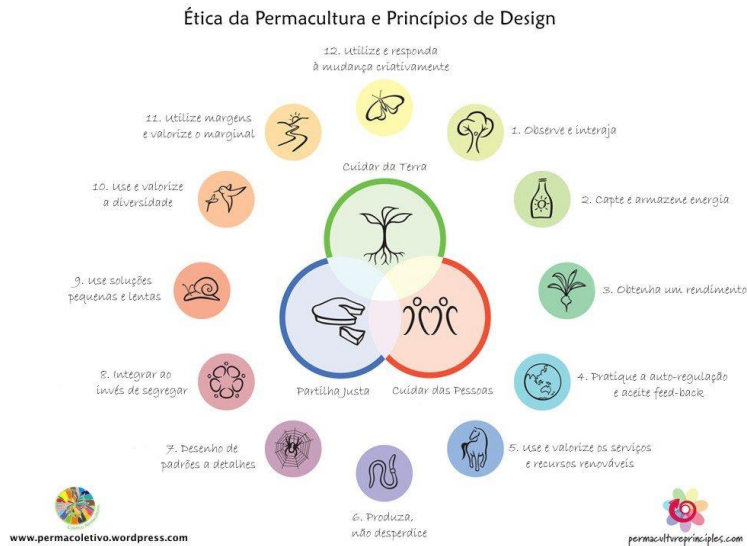 Ética da Permacultura e Princípios de Design
12. Utilize e responda
à mudança criativamente
11. Utilize margens
e valorize o marginal
1. Observe e interaja
Cuidar da Terra
10. Use e valorize
a diversidade
2. Capte e armazene energia
9. Use soluções
pequenas e lentas
3. Obtenha um rendimento
8. Integrar ao
invés de segregar
Partilha Justa
Cuidar das Pessoas
4. Pratique a auto-regulação
e aceite feed-back
7. Desenho de
padrões a detalhes
5. Use e valorize os serviços
e recursos renováveis
6. Produza,
não desperdice
www.permacoletivo.wordpress.com
permacultureprinciples.com